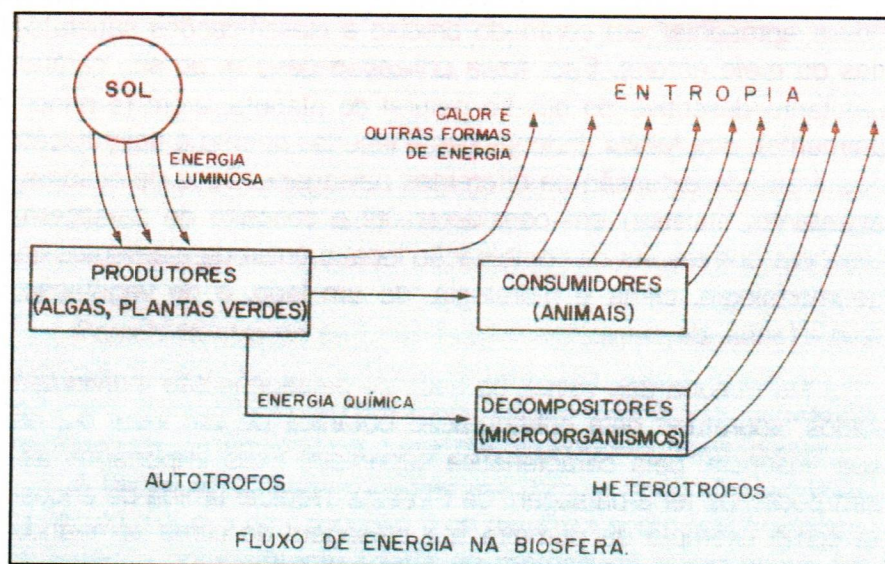 SOL
ENTROPIA
CALOR E
OUTRAS FORMAS
DE ENERGIA
ENERGIA
LUMINOSA
PRODUTORES
(ALGAS, PLANTAS VERDES)
CONSUMIDORES
(ANIMAIS)
ENERGIA QUÍMICA
DECOMPOSITORES
(MICROORGANISMOS)
AUTOTROFOS
HETERÓTROFOS
FLUXO DE ENERGIA NA BIOSFERA.